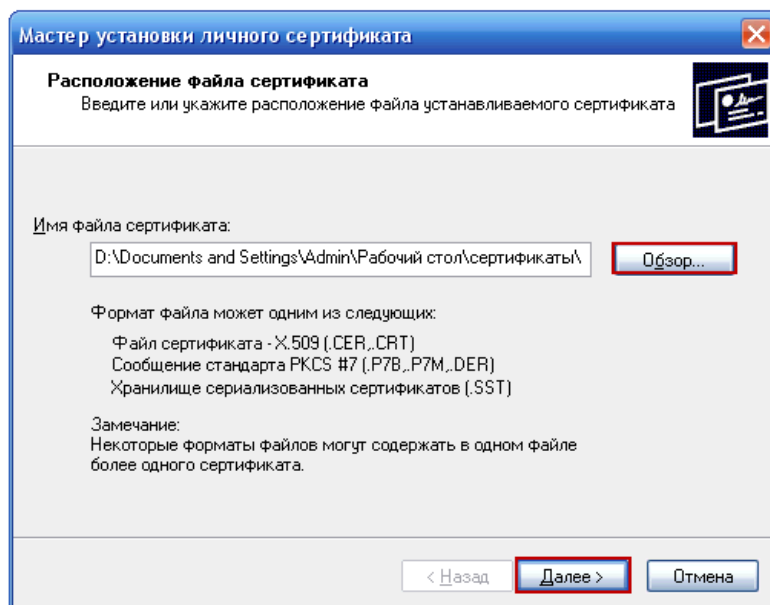 Мастер установки личного сертификата
Расположение файла сертификата
Введите или укажите расположение файла устанавливаемого сертификата
Имя файла сертификата:
D:\Documents and Settings\Admin\Рабочий стол\сертификаты\
Обзор...
Формат файла может одним из следующих:
Файл сертификата - X.509 (.CER,.CRT)
Сообщение стандарта PKCS #7 (.P7B,.P7M,.DER)
Хранилище сериализованных сертификатов (.SST)
Замечание:
Некоторые форматы файлов могут содержать в одном файле
более одного сертификата.
< Назад Далее > Отмена